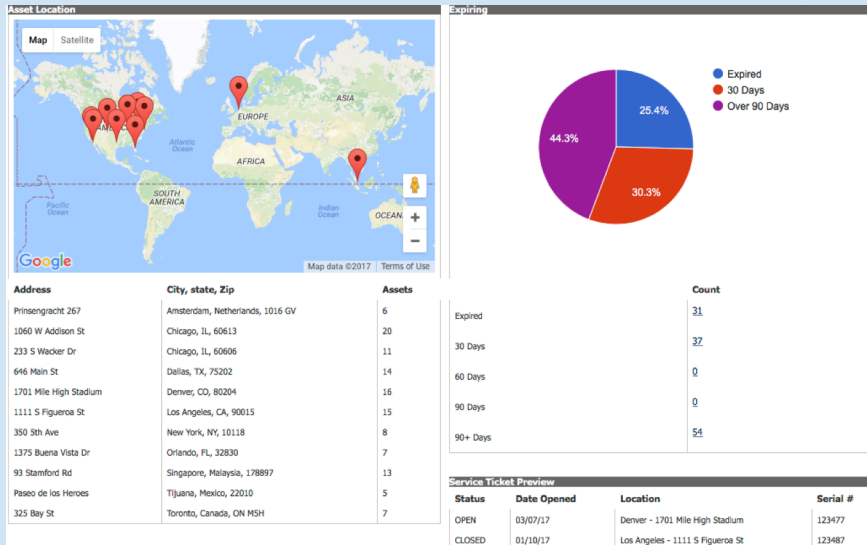 Asset Location
Map Satellite
ASIA
EUROPE
Atlantic
Ocean
AFRICA
SOUTH
AMERICA
Pacific
Ocean
Indian
Ocean
OCEAN
+
−
Google
Map data ©2017 Terms of Use
Address City, state, Zip Assets
Prinsengracht 267 Amsterdam, Netherlands, 1016 GV 6
1060 W Addison St Chicago, IL, 60613 20
233 S Wacker Dr Chicago, IL, 60606 11
646 Main St Dallas, TX, 75202 14
1701 Mile High Stadium Denver, CO, 80204 16
1111 S Figueroa St Los Angeles, CA, 90015 15
350 5th Ave New York, NY, 10118 8
1375 Buena Vista Dr Orlando, FL, 32830 7
93 Stamford Rd Singapore, Malaysia, 178897 13
Paseo de los Heroes Tijuana, Mexico, 22010 5
325 Bay St Toronto, Canada, ON M5H 7
Expiring
25.4%
30.3%
44.3%
Expired
30 Days
Over 90 Days
Count
Expired 31
30 Days 37
60 Days 0
90 Days 0
90+ Days 54
Service Ticket Preview
Status Date Opened Location Serial #
OPEN 03/07/17 Denver - 1701 Mile High Stadium 123477
CLOSED 01/10/17 Los Angeles - 1111 S Figueroa St 123487